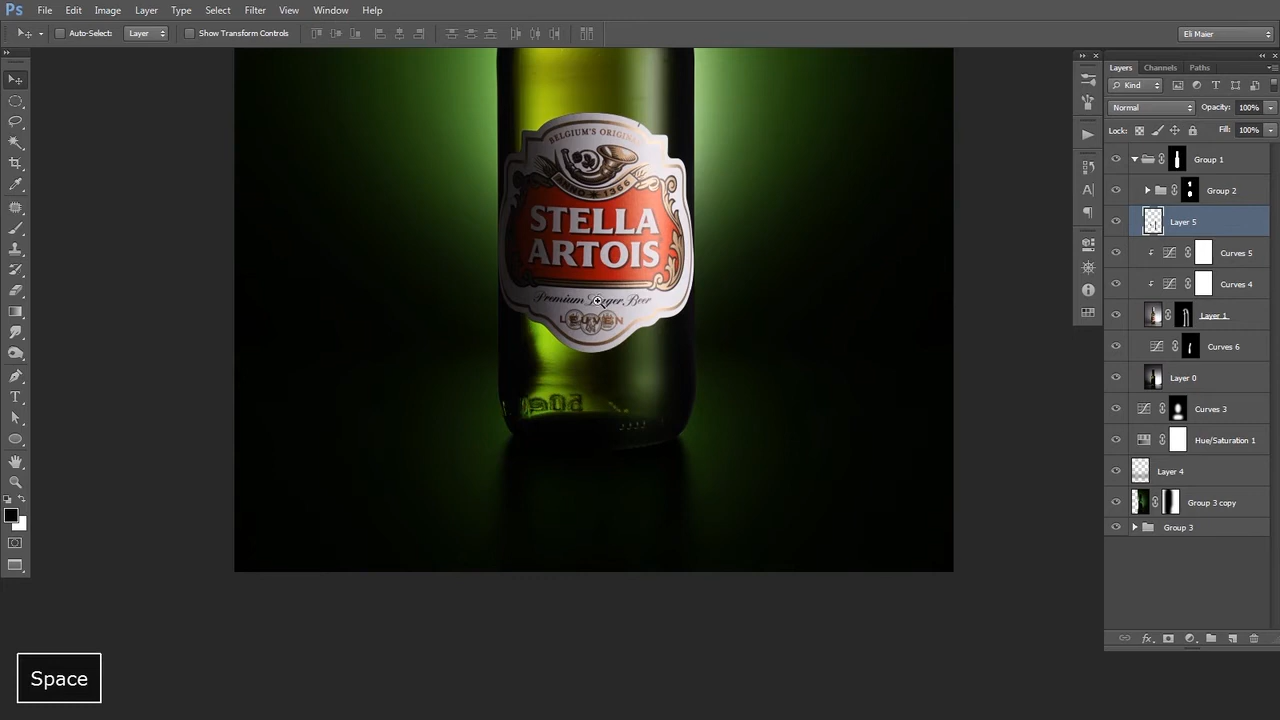 Ps File Edit Image Layer Type Select Filter View Window Help
Auto-Select: Layer Show Transform Controls Eli Maier
Layers Channels Paths
Kind
Normal Opacity: 100%
Lock: Fill: 100%
Group 1
Group 2
Layer 5
Curves 5
Curves 4
Layer 1
Curves 6
Layer 0
Curves 3
Hue/Saturation 1
Layer 4
Group 3 copy
Group 3
BELGIUM'S ORIGINAL
ANNO 1366
STELLA
ARTOIS
Premium Lager Beer
LEUVEN
Space